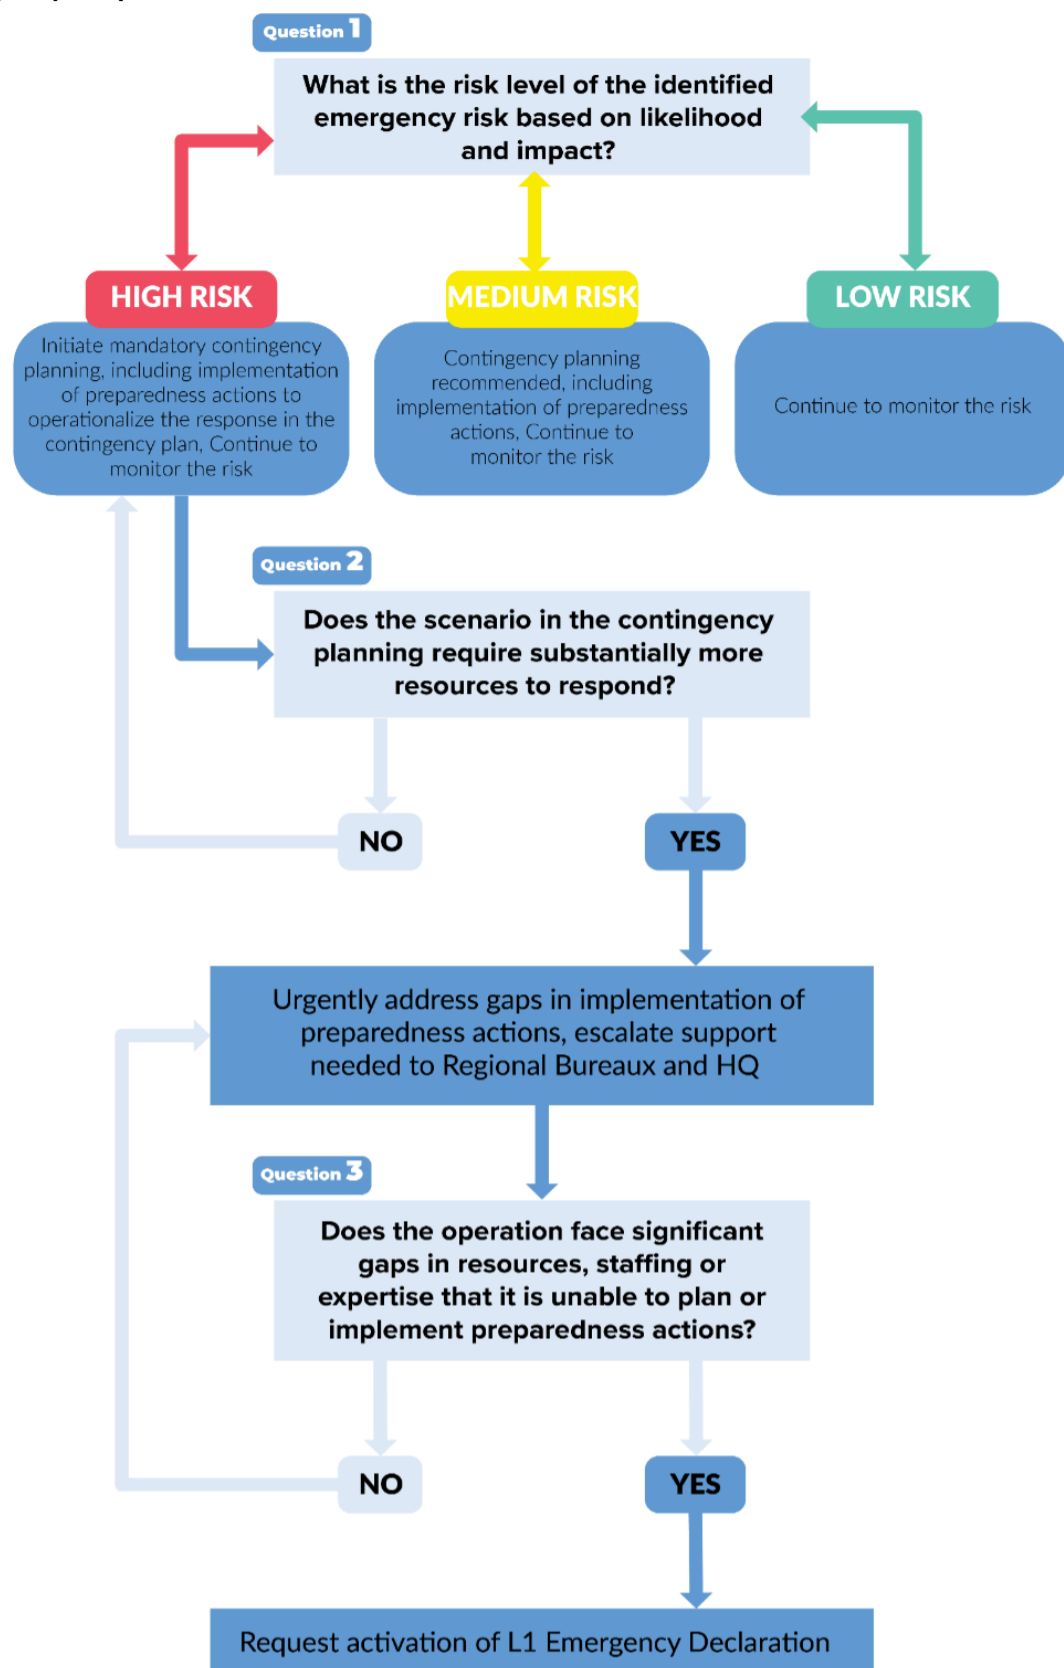 Question 1
What is the risk level of the identified
emergency risk based on likelihood
and impact?
HIGH RISK
Initiate mandatory contingency
planning, including implementation
of preparedness actions to
operationalize the response in the
contingency plan, Continue to
monitor the risk
MEDIUM RISK
Contingency planning
recommended, including
implementation of preparedness
actions, Continue to
monitor the risk
LOW RISK
Continue to monitor the risk
Question 2
Does the scenario in the contingency
planning require substantially more
resources to respond?
NO
YES
Urgently address gaps in implementation of
preparedness actions, escalate support
needed to Regional Bureaux and HQ
Question 3
Does the operation face significant
gaps in resources, staffing or
expertise that it is unable to plan or
implement preparedness actions?
NO
YES
Request activation of L1 Emergency Declaration